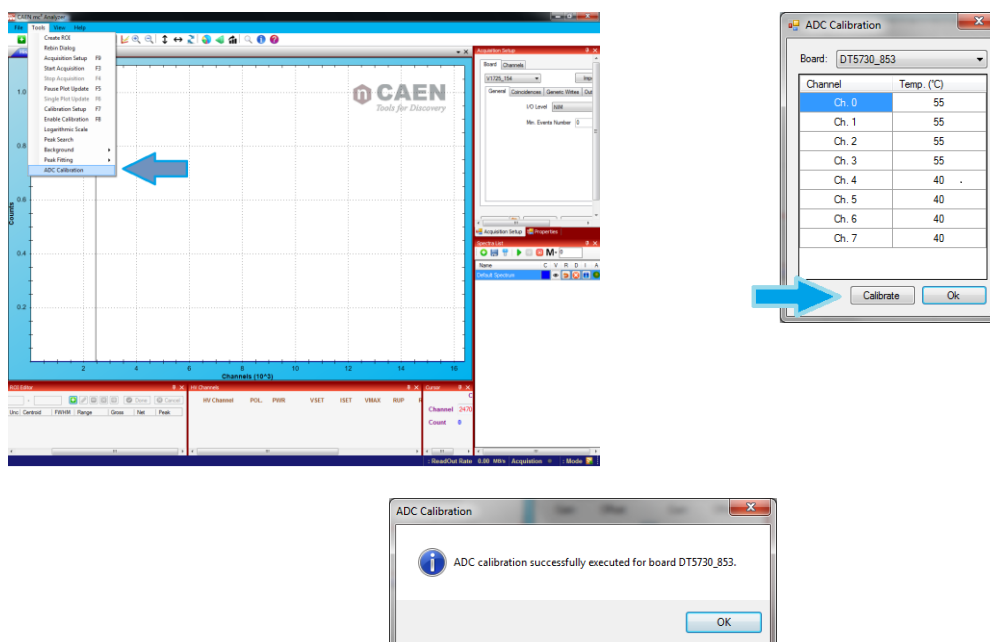 CAEN mc² Analyzer
File Tools View Help
Create ROI
Rebin Dialog
Acquisition Setup F9
Start Acquisition F3
Stop Acquisition F4
Pause Plot Update F5
Single Plot Update F6
Calibration Setup F7
Enable Calibration F8
Logarithmic Scale
Peak Search
Background
Peak Fitting
ADC Calibration
CAEN
Tools for Discovery
1.0
0.8
0.6
0.4
0.2
Counts
2 4 6 8 10 12 14 16
Channels (10^3)
Acquisition Setup
Board Channels
V1725_154
General Coincidences Generic Writes Out
I/O Level NIM
Min. Events Number 0
Acquisition Setup Properties
Spectra List
M- 0
Name C V R D I A
Default Spectrum
ROI Editor
Done Cancel
Unc. Centroid FWHM Range Gross Net Peak
HV Channels
HV Channel POL. PWR VSET ISET VMAX RUP
Cursor
C
Channel 2470
Count 0
: ReadOut Rate 0.00 MB/s Acquistion : Mode
ADC Calibration
Board: DT5730_853
Channel Temp. (°C)
Ch. 0 55
Ch. 1 55
Ch. 2 55
Ch. 3 55
Ch. 4 40
Ch. 5 40
Ch. 6 40
Ch. 7 40
Calibrate Ok
ADC Calibration
ADC calibration successfully executed for board DT5730_853.
OK